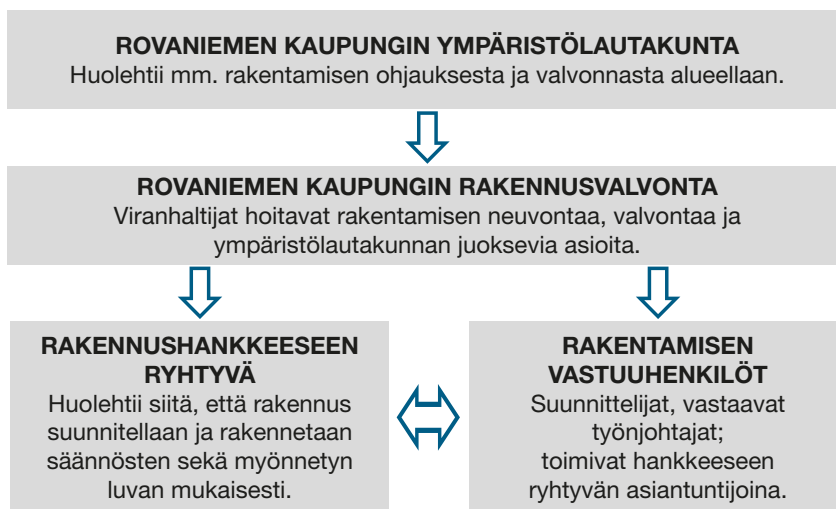 ROVANIEMEN KAUPUNGIN YMPÄRISTÖLAUTAKUNTA
Huolehtii mm. rakentamisen ohjauksesta ja valvonnasta alueellaan.
ROVANIEMEN KAUPUNGIN RAKENNUSVALVONTA
Viranhaltijat hoitavat rakentamisen neuvontaa, valvontaa ja
ympäristölautakunnan juoksevia asioita.
RAKENNUSHANKKEESEEN
RYHTYVÄ
Huolehtii siitä, että rakennus
suunnitellaan ja rakennetaan
säännösten sekä myönnetyn
luvan mukaisesti.
RAKENTAMISEN
VASTUUHENKILÖT
Suunnittelijat, vastaavat
työnjohtajat;
toimivat hankkeeseen
ryhtyvän asiantuntijoina.